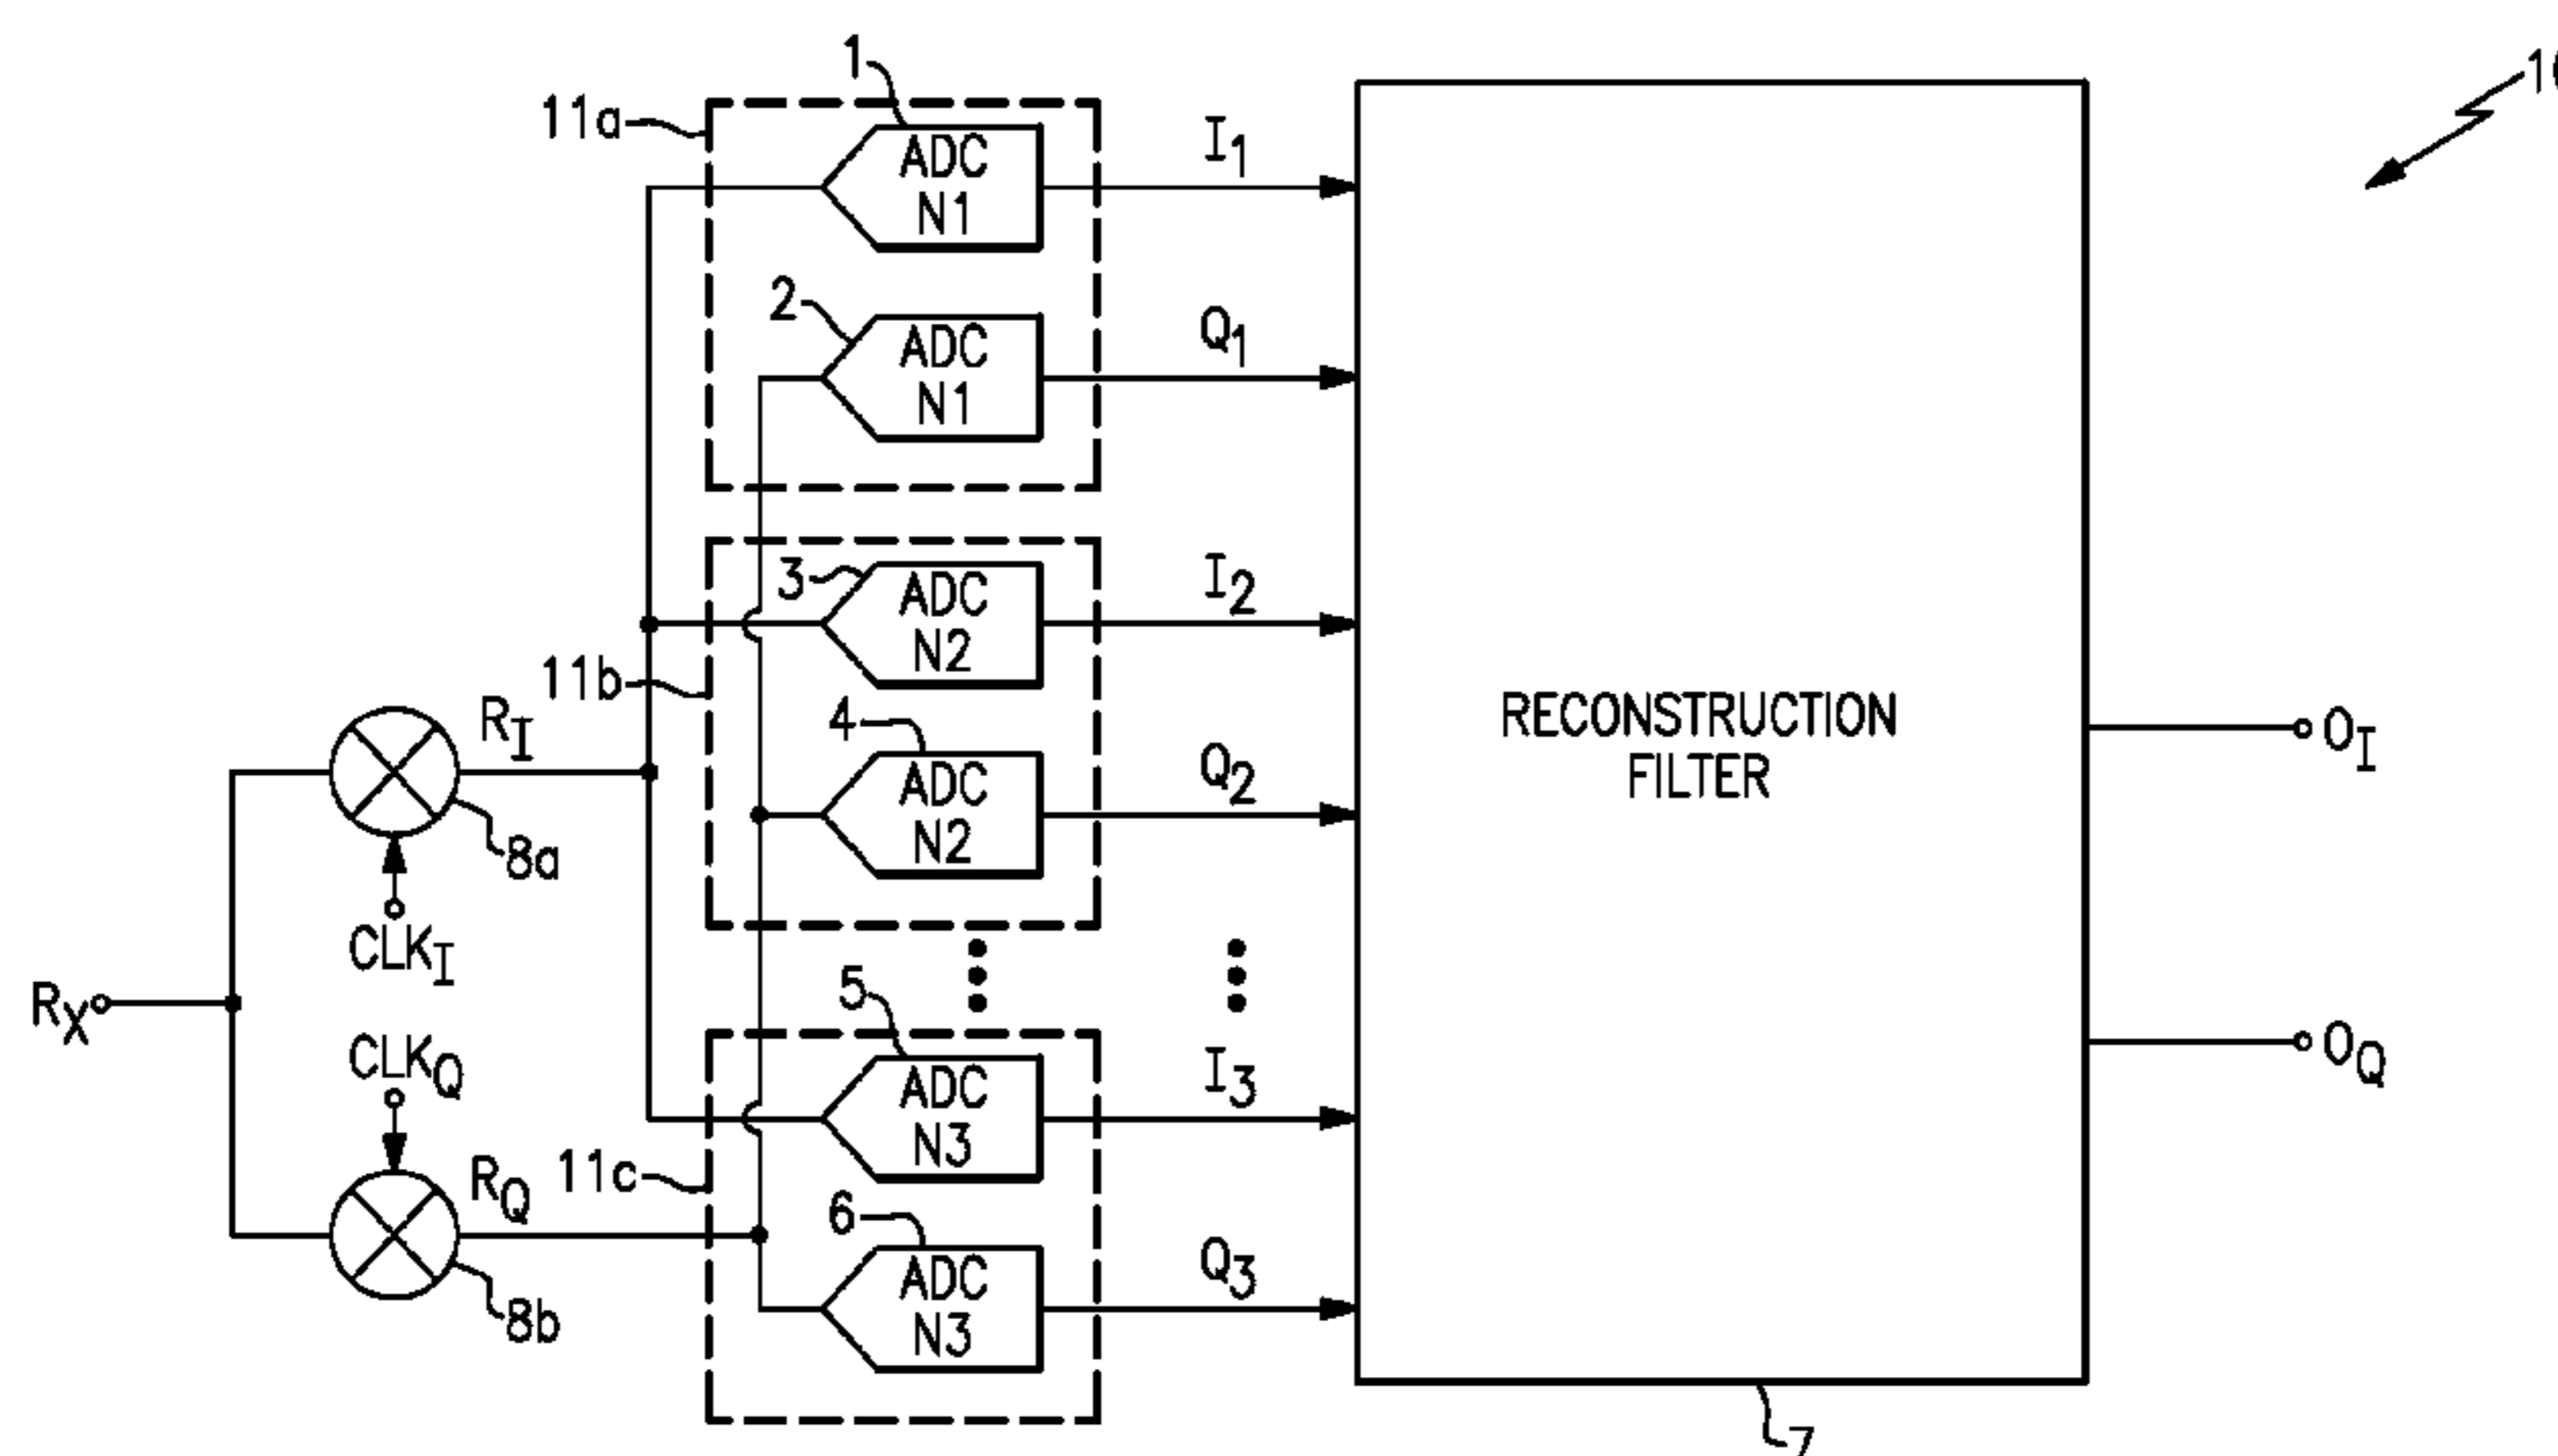 1
11a
ADC
N1
I1
2
ADC
N1
Q1
3
ADC
N2
I2
11b
4
ADC
N2
Q2
RI
8a
CLKI
RX
CLKQ
RQ
8b
5
ADC
N3
I3
11c
6
ADC
N3
Q3
RECONSTRUCTION
FILTER
7
OI
OQ